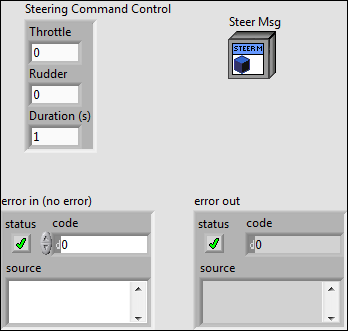 Steering Command Control
Throttle
0
Rudder
0
Duration (s)
1
Steer Msg
STEER M
error in (no error)
status
code
d 0
source
error out
status
code
d 0
source